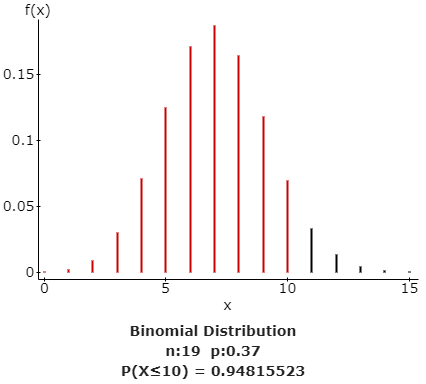 f(x)
0.15
0.1
0.05
0
0 5 10 15
x
Binomial Distribution
n:19 p:0.37
P(X≤10) = 0.94815523